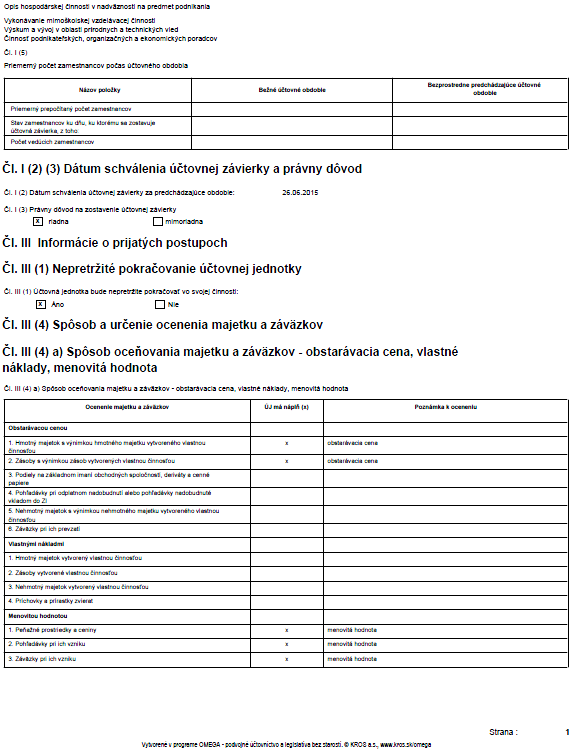 Opis hospodárskej činnosti v nadväznosti na predmet podnikania
Vykonávanie mimoškolskej vzdelávacej činnosti
Výskum a vývoj v oblasti prírodnych a technických vied
Činnosť podnikateľských, organizačných a ekonomických poradcov
Čl. I (5)
Priemerný počet zamestnancov počas účtovného obdobia
Názov položky Bežné účtovné obdobie Bezprostredne predchádzajúce účtovné
obdobie
Priemerný prepočítaný počet zamestnancov
Stav zamestnancov ku dňu, ku ktorému sa zostavuje
účtovná závierka, z toho:
Počet vedúcich zamestnancov
Čl. I (2) (3) Dátum schválenia účtovnej závierky a právny dôvod
Čl. I (2) Dátum schválenia účtovnej závierky za predchádzajúce obdobie: 26.06.2015
Čl. I (3) Právny dôvod na zostavenie účtovnej závierky
x riadna mimoriadna
Čl. III Informácie o prijatých postupoch
Čl. III (1) Nepretržité pokračovanie účtovnej jednotky
Čl. III (1) Účtovná jednotka bude nepretržite pokračovať vo svojej činnosti:
x Áno Nie
Čl. III (4) Spôsob a určenie ocenenia majetku a záväzkov
Čl. III (4) a) Spôsob oceňovania majetku a záväzkov - obstarávacia cena, vlastné
náklady, menovitá hodnota
Čl. III (4) a) Spôsob oceňovania majetku a záväzkov - obstarávacia cena, vlastné náklady, menovitá hodnota
Ocenenie majetku a záväzkov ÚJ má náplň (x) Poznámka k oceneniu
Obstarávacou cenou
1. Hmotný majetok s výnimkou hmotného majetku vytvoreného vlastnou
činnosťou x obstarávacia cena
2. Zásoby s výnimkou zásob vytvorených vlastnou činnosťou x obstarávacia cena
3. Podiely na základnom imaní obchodných spoločností, deriváty a cenné
papiere
4. Pohľadávky pri odplatnom nadobudnutí alebo pohľadávky nadobudnuté
vkladom do ZI
5. Nehmotný majetok s výnimkou nehmotného majetku vytvoreného vlastnou
činnosťou
6. Záväzky pri ich prevzatí
Vlastnými nákladmi
1. Hmotný majetok vytvorený vlastnou činnosťou
2. Zásoby vytvorené vlastnou činnosťou
3. Nehmotný majetok vytvorený vlastnou činnosťou
4. Príchovky a prírastky zvierat
Menovitou hodnotou
1. Peňažné prostriedky a ceniny x menovitá hodnota
2. Pohľadávky pri ich vzniku x menovitá hodnota
3. Záväzky pri ich vzniku x menovitá hodnota
Strana : 1
Vytvorené v programe OMEGA - podvojné účtovníctvo a legislatíva bez starostí. © KROS a.s., www.kros.sk/omega